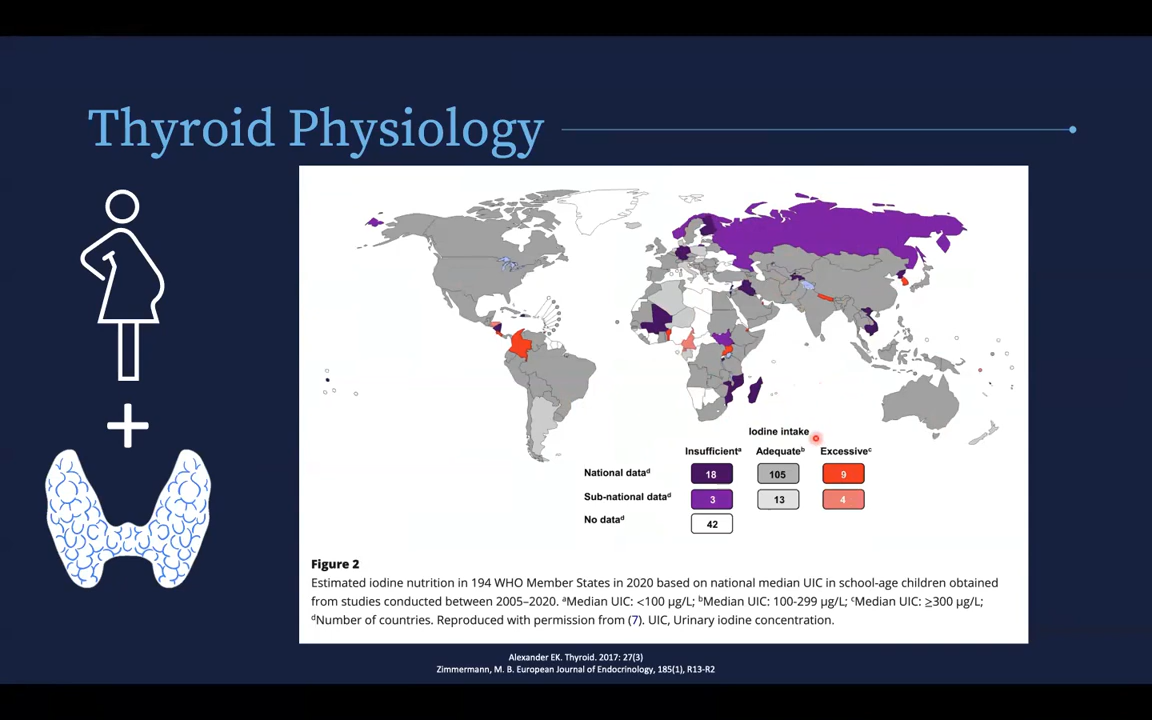 Thyroid Physiology
Iodine intake
Insufficientᵃ Adequateᵇ Excessiveᶜ
National dataᵈ 18 105 9
Sub-national dataᵈ 3 13 4
No dataᵈ 42
Figure 2
Estimated iodine nutrition in 194 WHO Member States in 2020 based on national median UIC in school-age children obtained
from studies conducted between 2005–2020. ᵃMedian UIC: <100 µg/L; ᵇMedian UIC: 100-299 µg/L; ᶜMedian UIC: ≥300 µg/L;
ᵈNumber of countries. Reproduced with permission from (7). UIC, Urinary iodine concentration.
Alexander EK. Thyroid. 2017: 27(3)
Zimmermann, M. B. European Journal of Endocrinology, 185(1), R13-R2